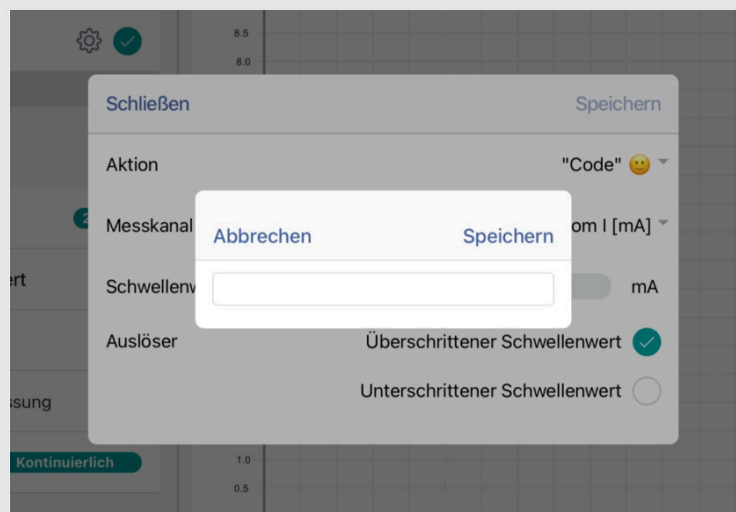 8.5
8.0
Schließen Speichern
Aktion "Code" 🙂
Messkanal om I [mA]
Abbrechen Speichern
Schwellenw mA
Auslöser Überschrittener Schwellenwert
Unterschrittener Schwellenwert
ert
ssung
Kontinuierlich
1.0
0.5